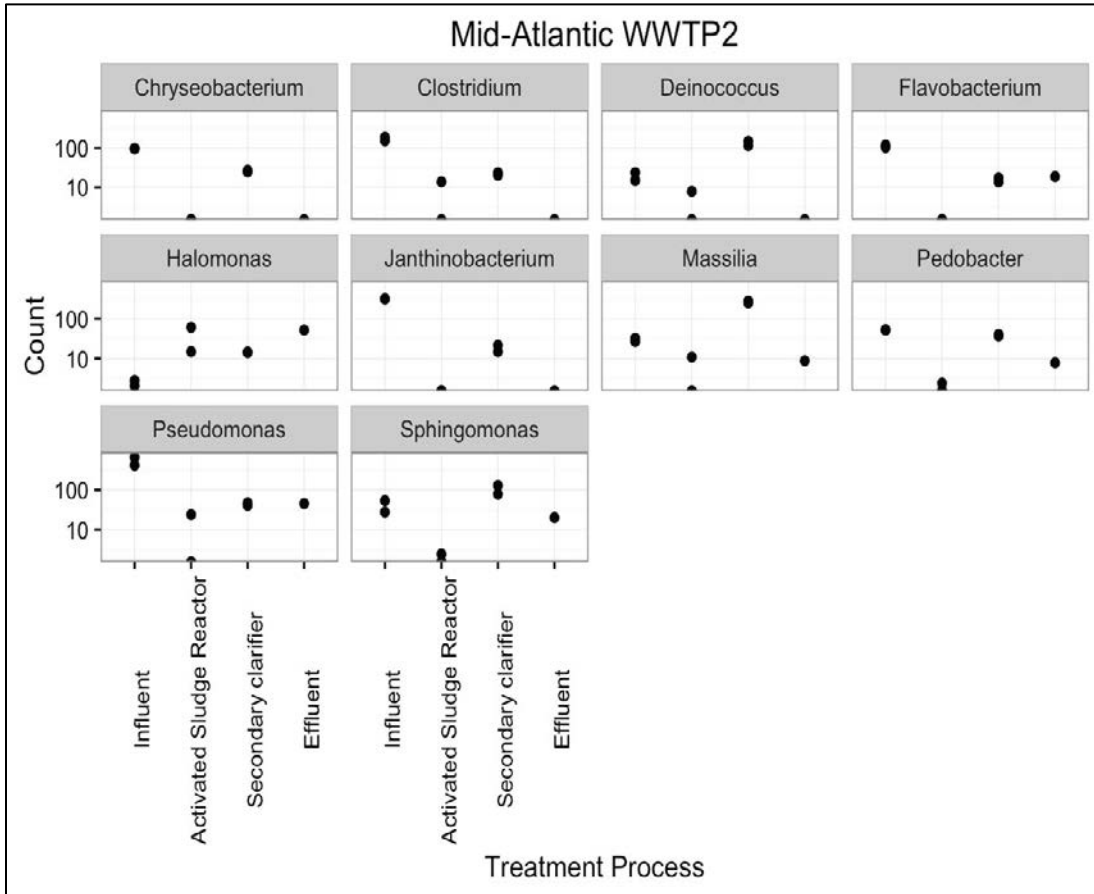 Mid-Atlantic WWTP2
Chryseobacterium Clostridium Deinococcus Flavobacterium
100
10
Halomonas Janthinobacterium Massilia Pedobacter
100
10
Pseudomonas Sphingomonas
100
10
Count
Influent
Activated Sludge Reactor
Secondary clarifier
Effluent
Influent
Activated Sludge Reactor
Secondary clarifier
Effluent
Treatment Process